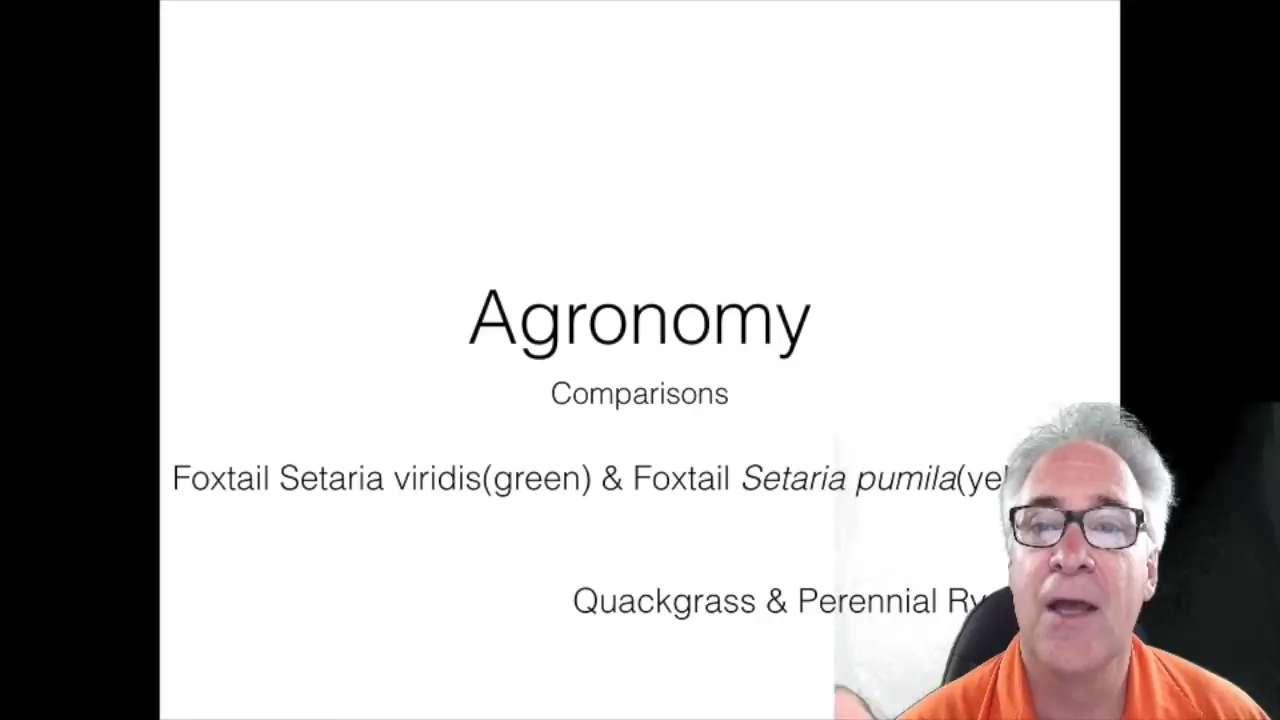 Agronomy
Comparisons
Foxtail Setaria viridis(green) & Foxtail Setaria pumila(ye
Quackgrass & Perennial Ry